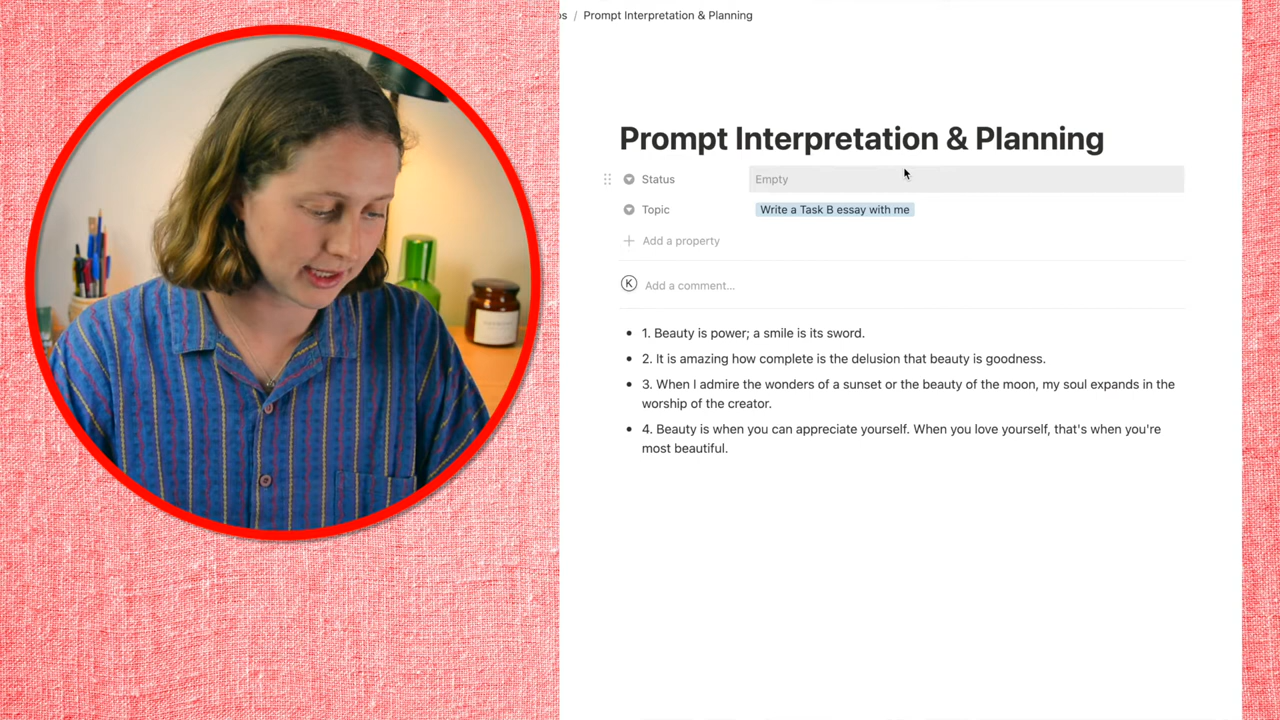 os / Prompt Interpretation & Planning
Prompt Interpretation & Planning
Status Empty
Topic Write a Task B essay with me
Add a property
K Add a comment...
1. Beauty is power; a smile is its sword.
2. It is amazing how complete is the delusion that beauty is goodness.
3. When I admire the wonders of a sunset or the beauty of the moon, my soul expands in the
worship of the creator.
4. Beauty is when you can appreciate yourself. When you love yourself, that's when you're
most beautiful.